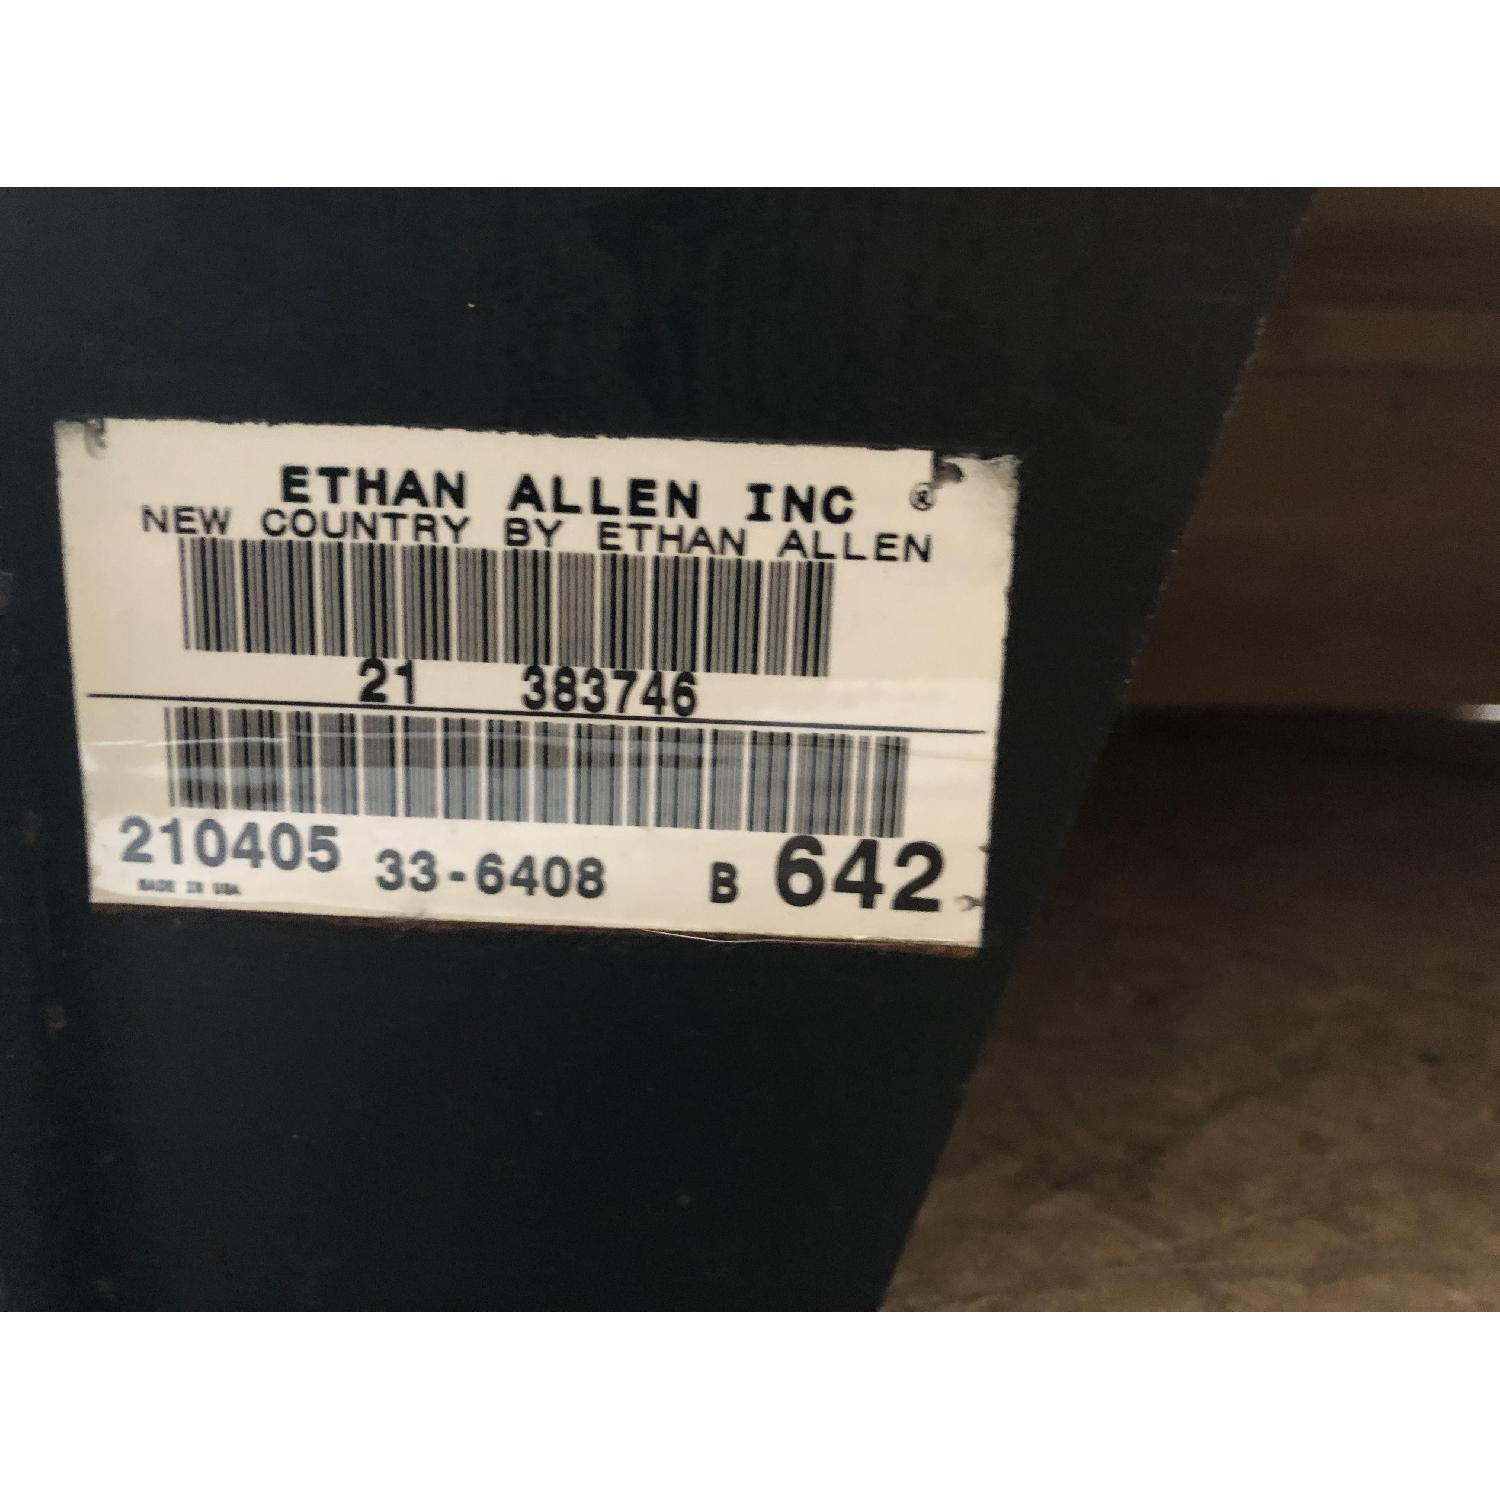 ETHAN ALLEN INC ®
NEW COUNTRY BY ETHAN ALLEN
21 383746
210405 33-6408 B 642
MADE IN USA